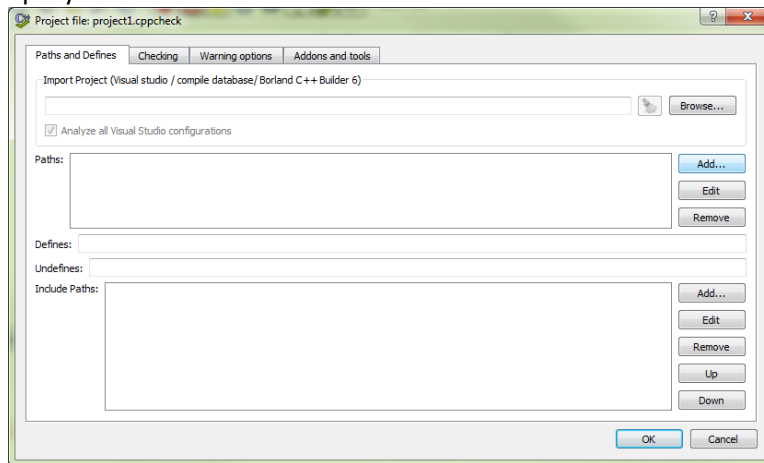 Project file: project1.cppcheck
Paths and Defines Checking Warning options Addons and tools
Import Project (Visual studio / compile database/ Borland C++ Builder 6)
Browse...
Analyze all Visual Studio configurations
Paths:
Add...
Edit
Remove
Defines:
Undefines:
Include Paths:
Add...
Edit
Remove
Up
Down
OK Cancel